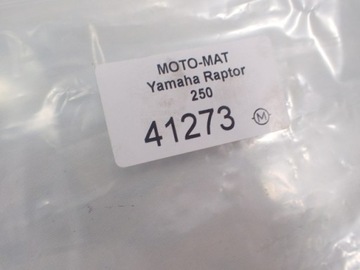 MOTO-MAT
Yamaha Raptor
250
41273 M